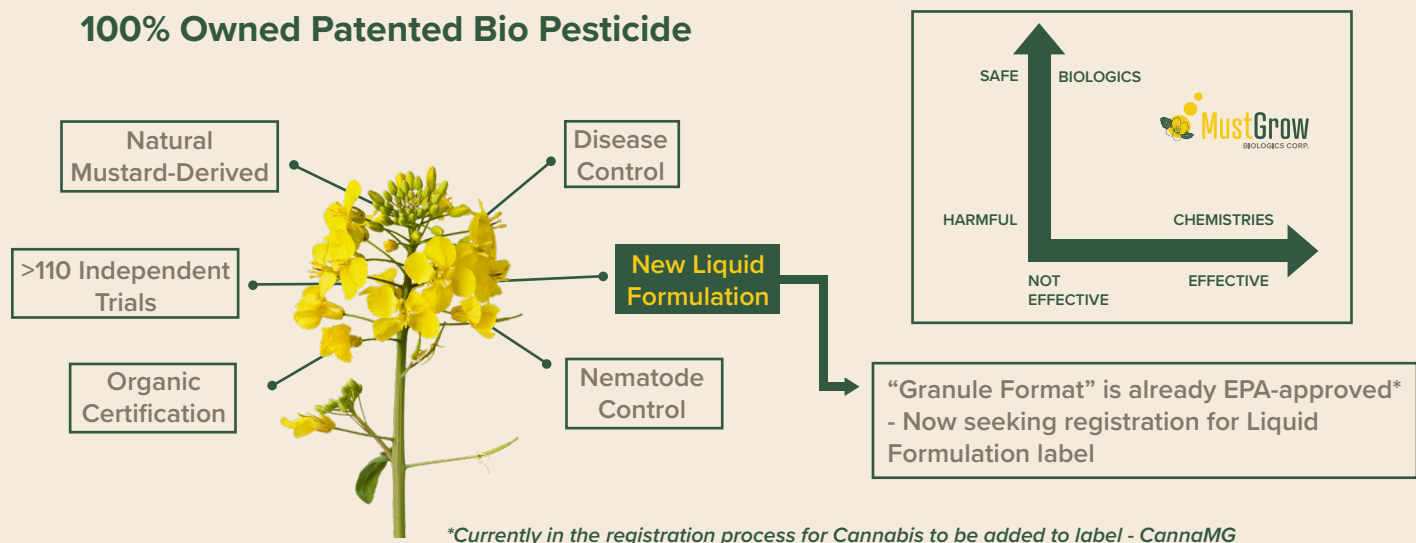 100% Owned Patented Bio Pesticide
Natural
Mustard-Derived
>110 Independent
Trials
Organic
Certification
Disease
Control
New Liquid
Formulation
Nematode
Control
SAFE
BIOLOGICS
MustGrow
BIOLOGICS CORP.
HARMFUL
CHEMISTRIES
NOT
EFFECTIVE
EFFECTIVE
“Granule Format” is already EPA-approved*
- Now seeking registration for Liquid
Formulation label
*Currently in the registration process for Cannabis to be added to label - CannaMG